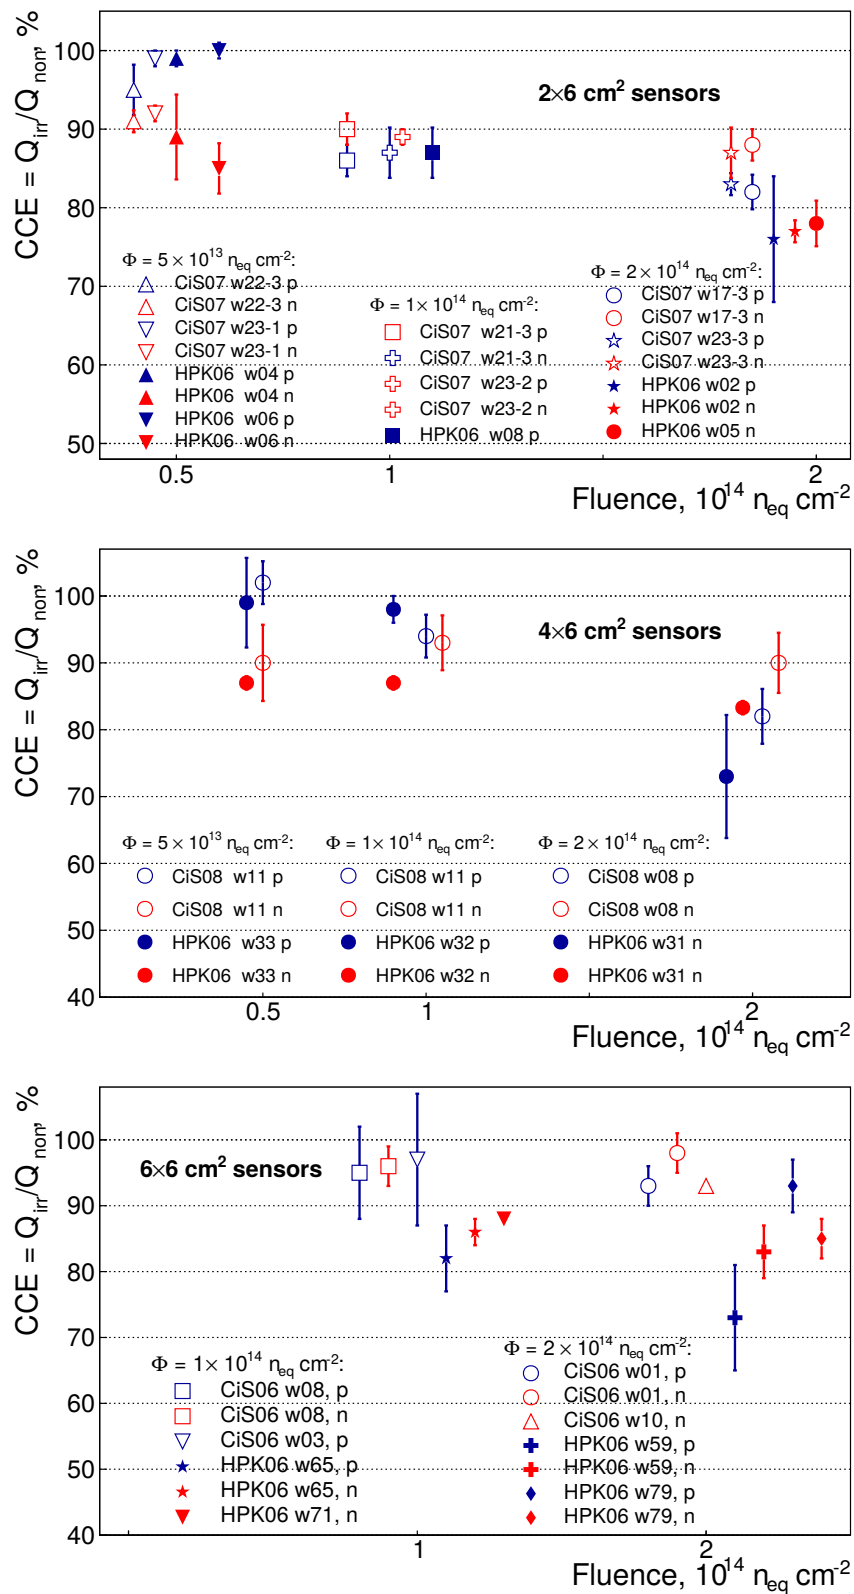 CCE = Q_irr/Q_non, %
100
90
80
70
60
50
2×6 cm² sensors
Φ = 5 × 10¹³ n_eq cm⁻²:
CiS07 w22-3 p
CiS07 w22-3 n
CiS07 w23-1 p
CiS07 w23-1 n
HPK06 w04 p
HPK06 w04 n
HPK06 w06 p
HPK06 w06 n
Φ = 1× 10¹⁴ n_eq cm⁻²:
CiS07 w21-3 p
CiS07 w21-3 n
CiS07 w23-2 p
CiS07 w23-2 n
HPK06 w08 p
Φ = 2 × 10¹⁴ n_eq cm⁻²:
CiS07 w17-3 p
CiS07 w17-3 n
CiS07 w23-3 p
CiS07 w23-3 n
HPK06 w02 p
HPK06 w02 n
HPK06 w05 n
0.5 1 2
Fluence, 10¹⁴ n_eq cm⁻²
CCE = Q_irr/Q_non, %
100
90
80
70
60
50
40
4×6 cm² sensors
Φ = 5 × 10¹³ n_eq cm⁻²:
CiS08 w11 p
CiS08 w11 n
HPK06 w33 p
HPK06 w33 n
Φ = 1× 10¹⁴ n_eq cm⁻²:
CiS08 w11 p
CiS08 w11 n
HPK06 w32 p
HPK06 w32 n
Φ = 2 × 10¹⁴ n_eq cm⁻²:
CiS08 w08 p
CiS08 w08 n
HPK06 w31 n
HPK06 w31 n
0.5 1 2
Fluence, 10¹⁴ n_eq cm⁻²
CCE = Q_irr/Q_non, %
100
90
80
70
60
50
40
6×6 cm² sensors
Φ = 1× 10¹⁴ n_eq cm⁻²:
CiS06 w08, p
CiS06 w08, n
CiS06 w03, p
HPK06 w65, p
HPK06 w65, n
HPK06 w71, n
Φ = 2 × 10¹⁴ n_eq cm⁻²:
CiS06 w01, p
CiS06 w01, n
CiS06 w10, n
HPK06 w59, p
HPK06 w59, n
HPK06 w79, p
HPK06 w79, n
1 2
Fluence, 10¹⁴ n_eq cm⁻²